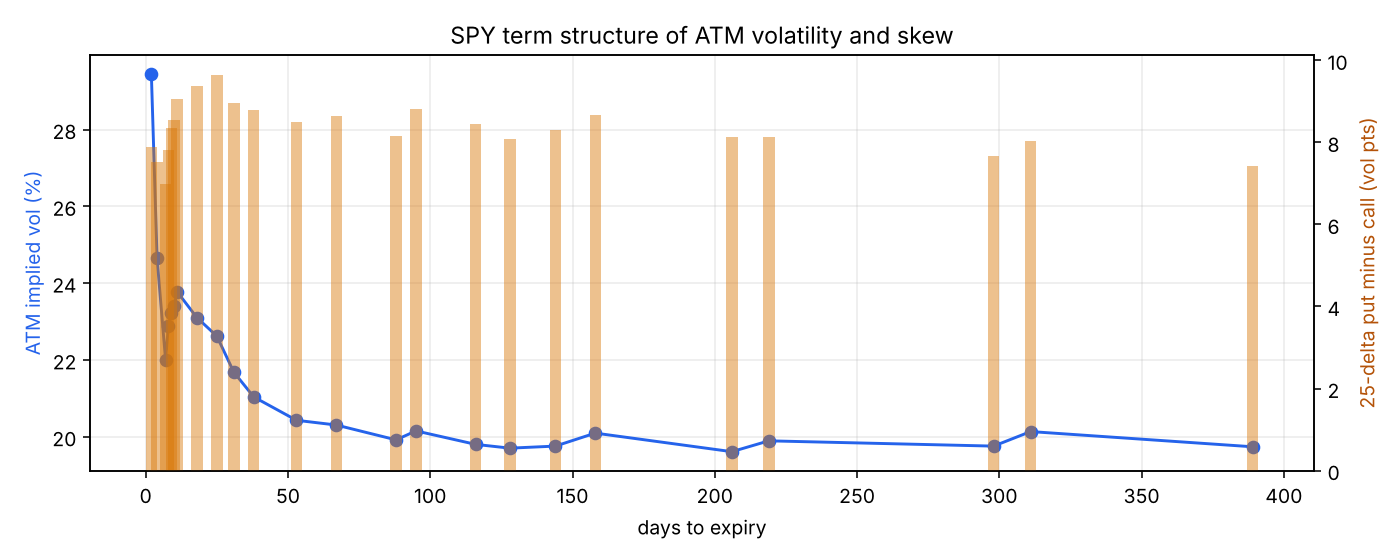 SPY term structure of ATM volatility and skew
ATM implied vol (%)
28
26
24
22
20
10
8
6
4
2
0
25-delta put minus call (vol pts)
0 50 100 150 200 250 300 350 400
days to expiry